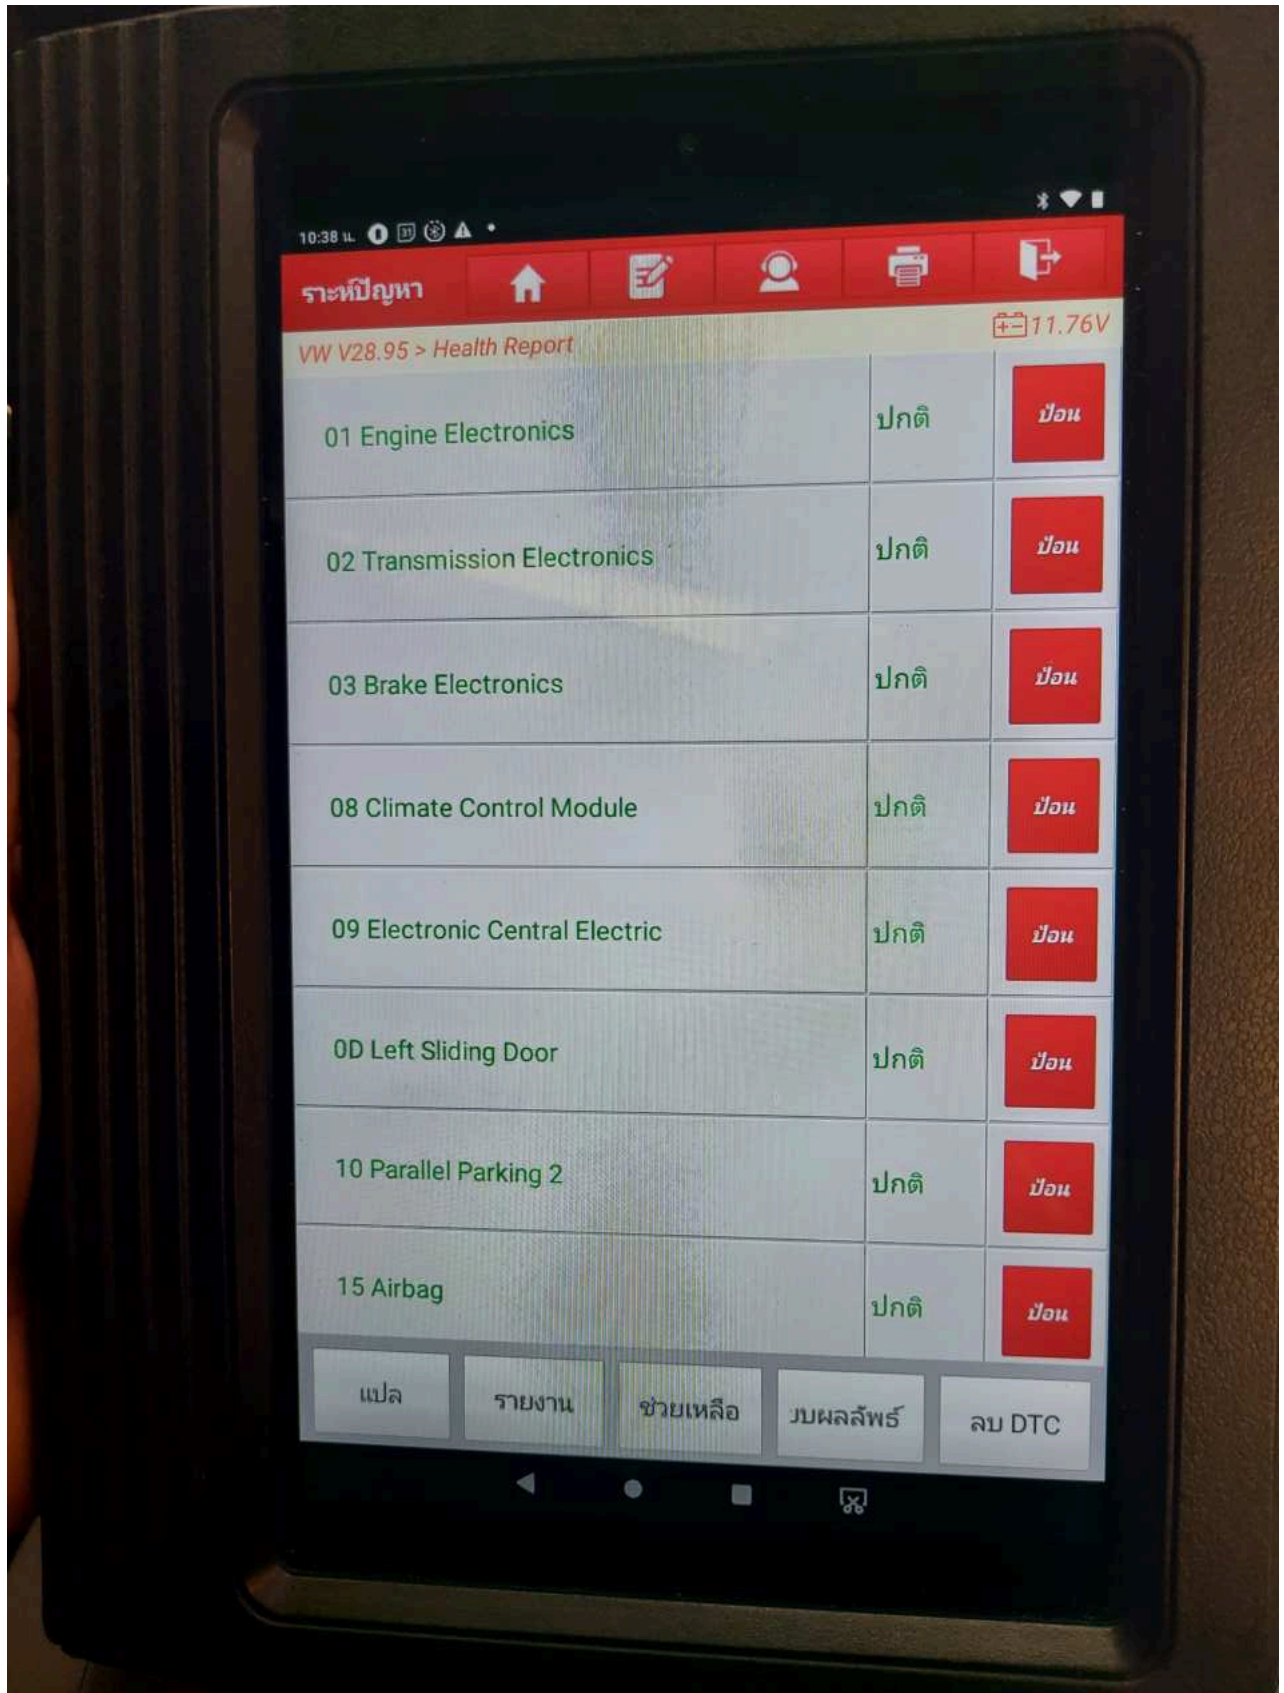 10:38 น.
31
ราะห์ปัญหา
VW V28.95 > Health Report
11.76V
01 Engine Electronics ปกติ ป้อน
02 Transmission Electronics ปกติ ป้อน
03 Brake Electronics ปกติ ป้อน
08 Climate Control Module ปกติ ป้อน
09 Electronic Central Electric ปกติ ป้อน
0D Left Sliding Door ปกติ ป้อน
10 Parallel Parking 2 ปกติ ป้อน
15 Airbag ปกติ ป้อน
แปล รายงาน ช่วยเหลือ บผลลัพธ์ ลบ DTC